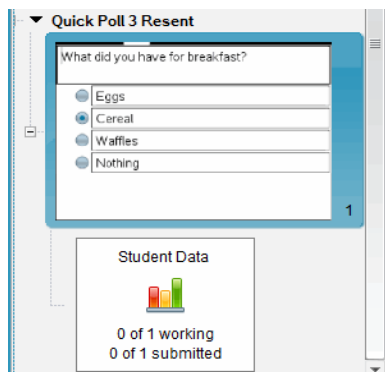 Quick Poll 3 Resent
What did you have for breakfast?
Eggs
Cereal
Waffles
Nothing
1
Student Data
0 of 1 working
0 of 1 submitted